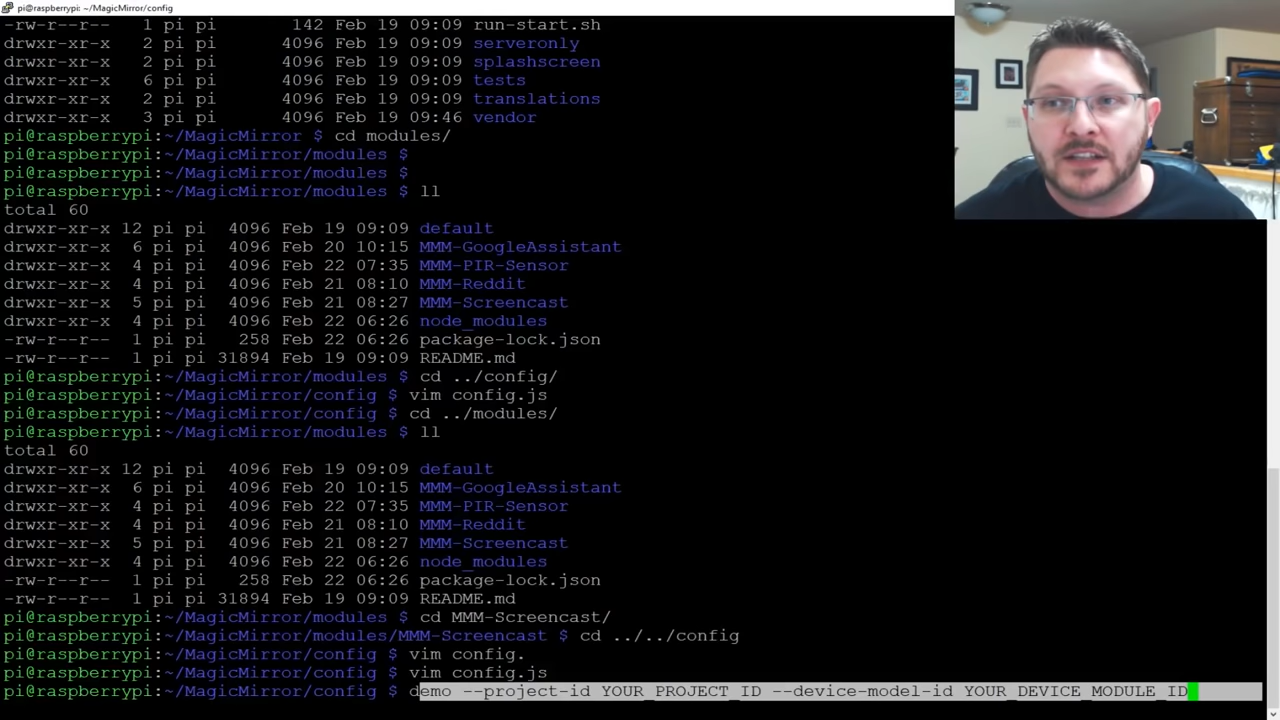 pi@raspberrypi:~/MagicMirror/config
-rw-r--r-- 1 pi pi 142 Feb 19 09:09 run-start.sh
drwxr-xr-x 2 pi pi 4096 Feb 19 09:09 serveronly
drwxr-xr-x 2 pi pi 4096 Feb 19 09:09 splashscreen
drwxr-xr-x 6 pi pi 4096 Feb 19 09:09 tests
drwxr-xr-x 2 pi pi 4096 Feb 19 09:09 translations
drwxr-xr-x 3 pi pi 4096 Feb 19 09:46 vendor
pi@raspberrypi:~/MagicMirror $ cd modules/
pi@raspberrypi:~/MagicMirror/modules $
pi@raspberrypi:~/MagicMirror/modules $
pi@raspberrypi:~/MagicMirror/modules $ ll
total 60
drwxr-xr-x 12 pi pi 4096 Feb 19 09:09 default
drwxr-xr-x 6 pi pi 4096 Feb 20 10:15 MMM-GoogleAssistant
drwxr-xr-x 4 pi pi 4096 Feb 22 07:35 MMM-PIR-Sensor
drwxr-xr-x 4 pi pi 4096 Feb 21 08:10 MMM-Reddit
drwxr-xr-x 5 pi pi 4096 Feb 21 08:27 MMM-Screencast
drwxr-xr-x 4 pi pi 4096 Feb 22 06:26 node_modules
-rw-r--r-- 1 pi pi 258 Feb 22 06:26 package-lock.json
-rw-r--r-- 1 pi pi 31894 Feb 19 09:09 README.md
pi@raspberrypi:~/MagicMirror/modules $ cd ../config/
pi@raspberrypi:~/MagicMirror/config $ vim config.js
pi@raspberrypi:~/MagicMirror/config $ cd ../modules/
pi@raspberrypi:~/MagicMirror/modules $ ll
total 60
drwxr-xr-x 12 pi pi 4096 Feb 19 09:09 default
drwxr-xr-x 6 pi pi 4096 Feb 20 10:15 MMM-GoogleAssistant
drwxr-xr-x 4 pi pi 4096 Feb 22 07:35 MMM-PIR-Sensor
drwxr-xr-x 4 pi pi 4096 Feb 21 08:10 MMM-Reddit
drwxr-xr-x 5 pi pi 4096 Feb 21 08:27 MMM-Screencast
drwxr-xr-x 4 pi pi 4096 Feb 22 06:26 node_modules
-rw-r--r-- 1 pi pi 258 Feb 22 06:26 package-lock.json
-rw-r--r-- 1 pi pi 31894 Feb 19 09:09 README.md
pi@raspberrypi:~/MagicMirror/modules $ cd MMM-Screencast/
pi@raspberrypi:~/MagicMirror/modules/MMM-Screencast $ cd ../../config
pi@raspberrypi:~/MagicMirror/config $ vim config.
pi@raspberrypi:~/MagicMirror/config $ vim config.js
pi@raspberrypi:~/MagicMirror/config $ demo --project-id YOUR_PROJECT_ID --device-model-id YOUR_DEVICE_MODULE_ID